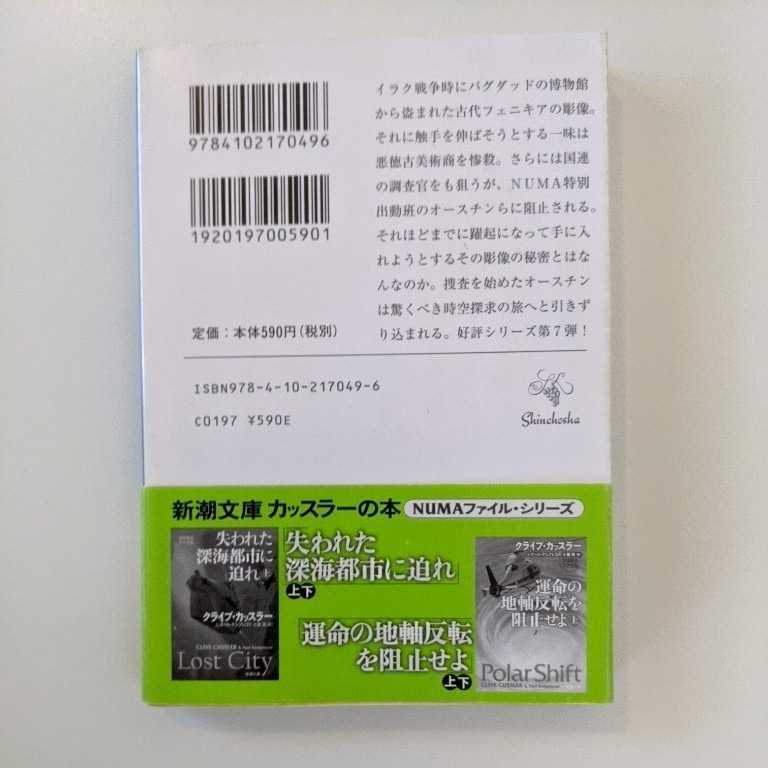 9784102170496
1920197005901
定価:本体590円(税別)
イラク戦争時にバグダッドの博物館
から盗まれた古代フェニキアの彫像。
それに触手を伸ばそうとする一味は
悪徳古美術商を惨殺。さらには国連
の調査官をも狙うが、NUMA特別
出動班のオースチンらに阻止される。
それほどまでに躍起になって手に入
れようとするその彫像の秘密とはな
んなのか。捜査を始めたオースチン
は驚くべき時空探求の旅へと引きず
り込まれる。好評シリーズ第7弾!
ISBN978-4-10-217049-6
C0197 ¥590E
Shinchosha
新潮文庫 カッスラーの本 NUMAファイル・シリーズ
失われた
深海都市に
迫れ 上
クライブ・カッスラー
CLIVE CUSSLER & Paul Kemprecos
Lost City
「失われた
深海都市に迫れ」
上下
「運命の地軸反転
を阻止せよ」
上下
クライブ・カッスラー
運命の
地軸反転を
阻止せよ 上
Polar Shift
CLIVE CUSSLER & Paul Kemprecos